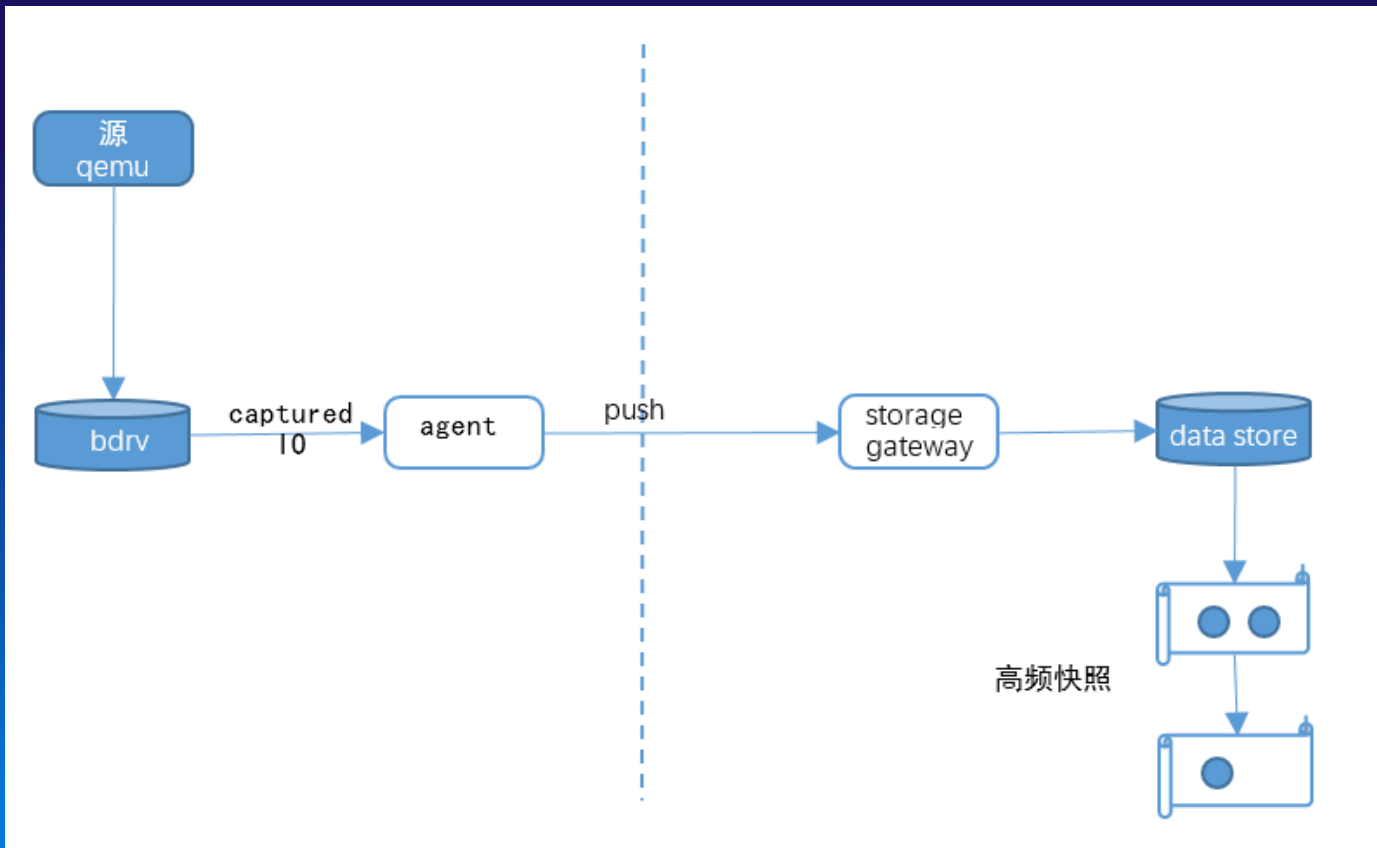 源
qemu
bdrv
captured
IO
agent
push
storage
gateway
data store
高频快照